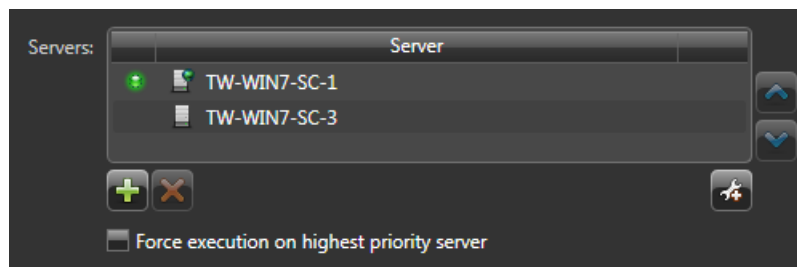 Servers:
Server
TW-WIN7-SC-1
TW-WIN7-SC-3
Force execution on highest priority server